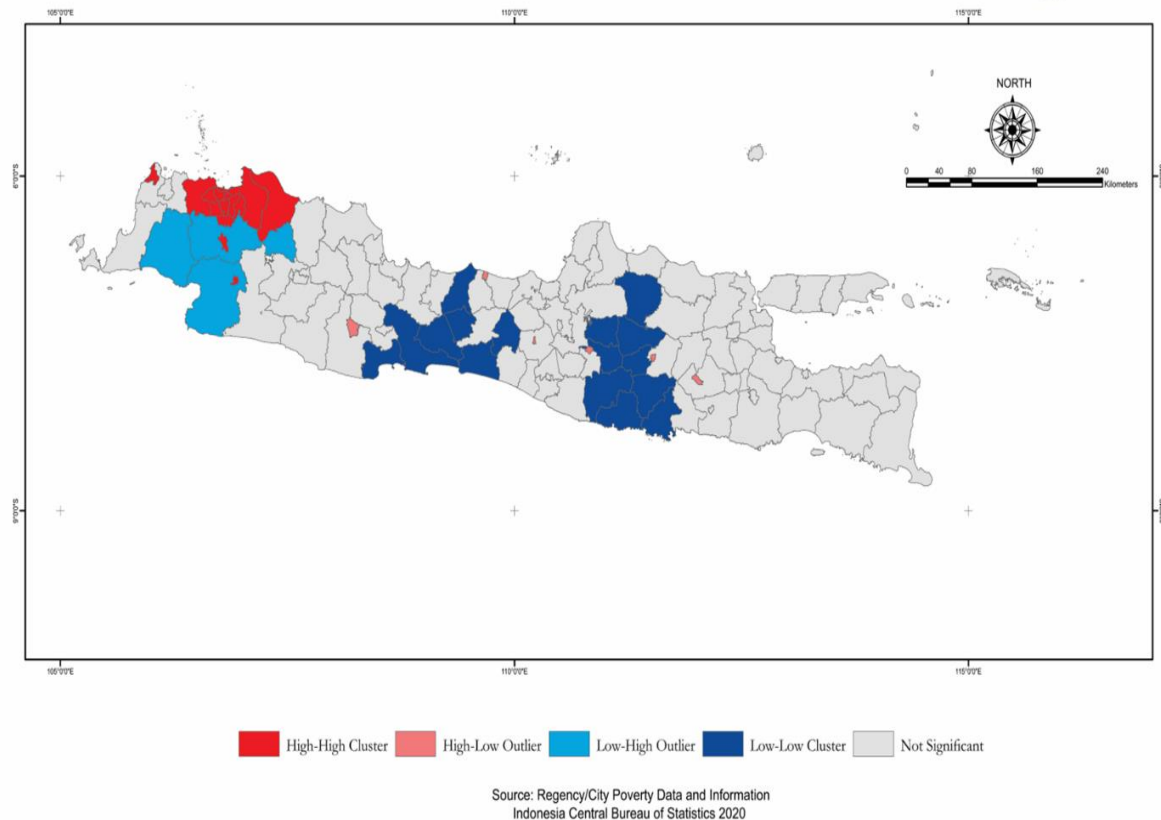 105°0'0"E 110°0'0"E 115°0'0"E
NORTH
0 40 80 160 240
Kilometers
6°0'0"S
9°0'0"S
105°0'0"E 110°0'0"E 115°0'0"E
High-High Cluster High-Low Outlier Low-High Outlier Low-Low Cluster Not Significant
Source: Regency/City Poverty Data and Information
Indonesia Central Bureau of Statistics 2020